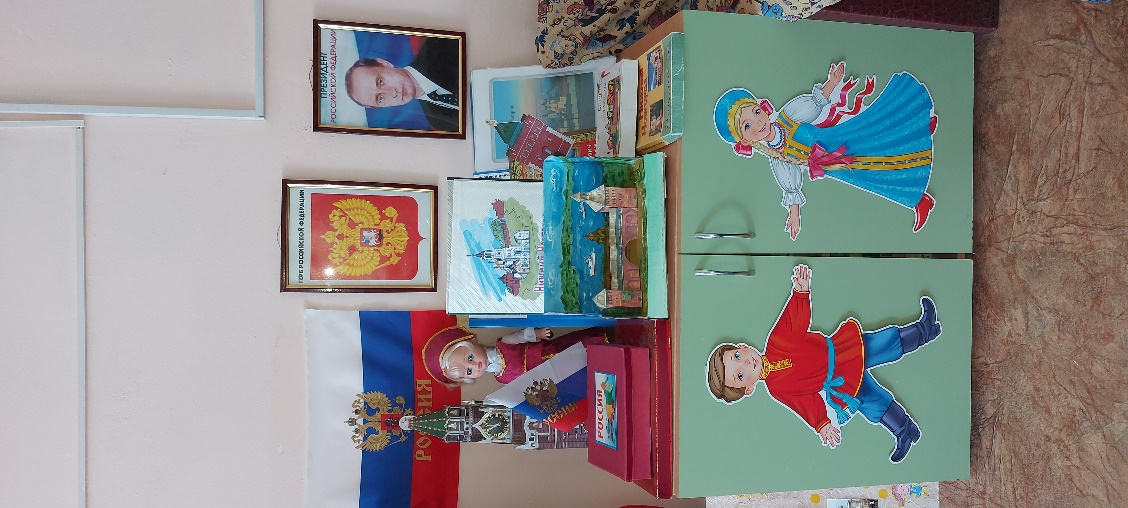 ПРЕЗИДЕНТ
РОССИЙСКОЙ ФЕДЕРАЦИИ
ГЕРБ РОССИЙСКОЙ ФЕДЕРАЦИИ
РОССИЯ
РОССИЯ